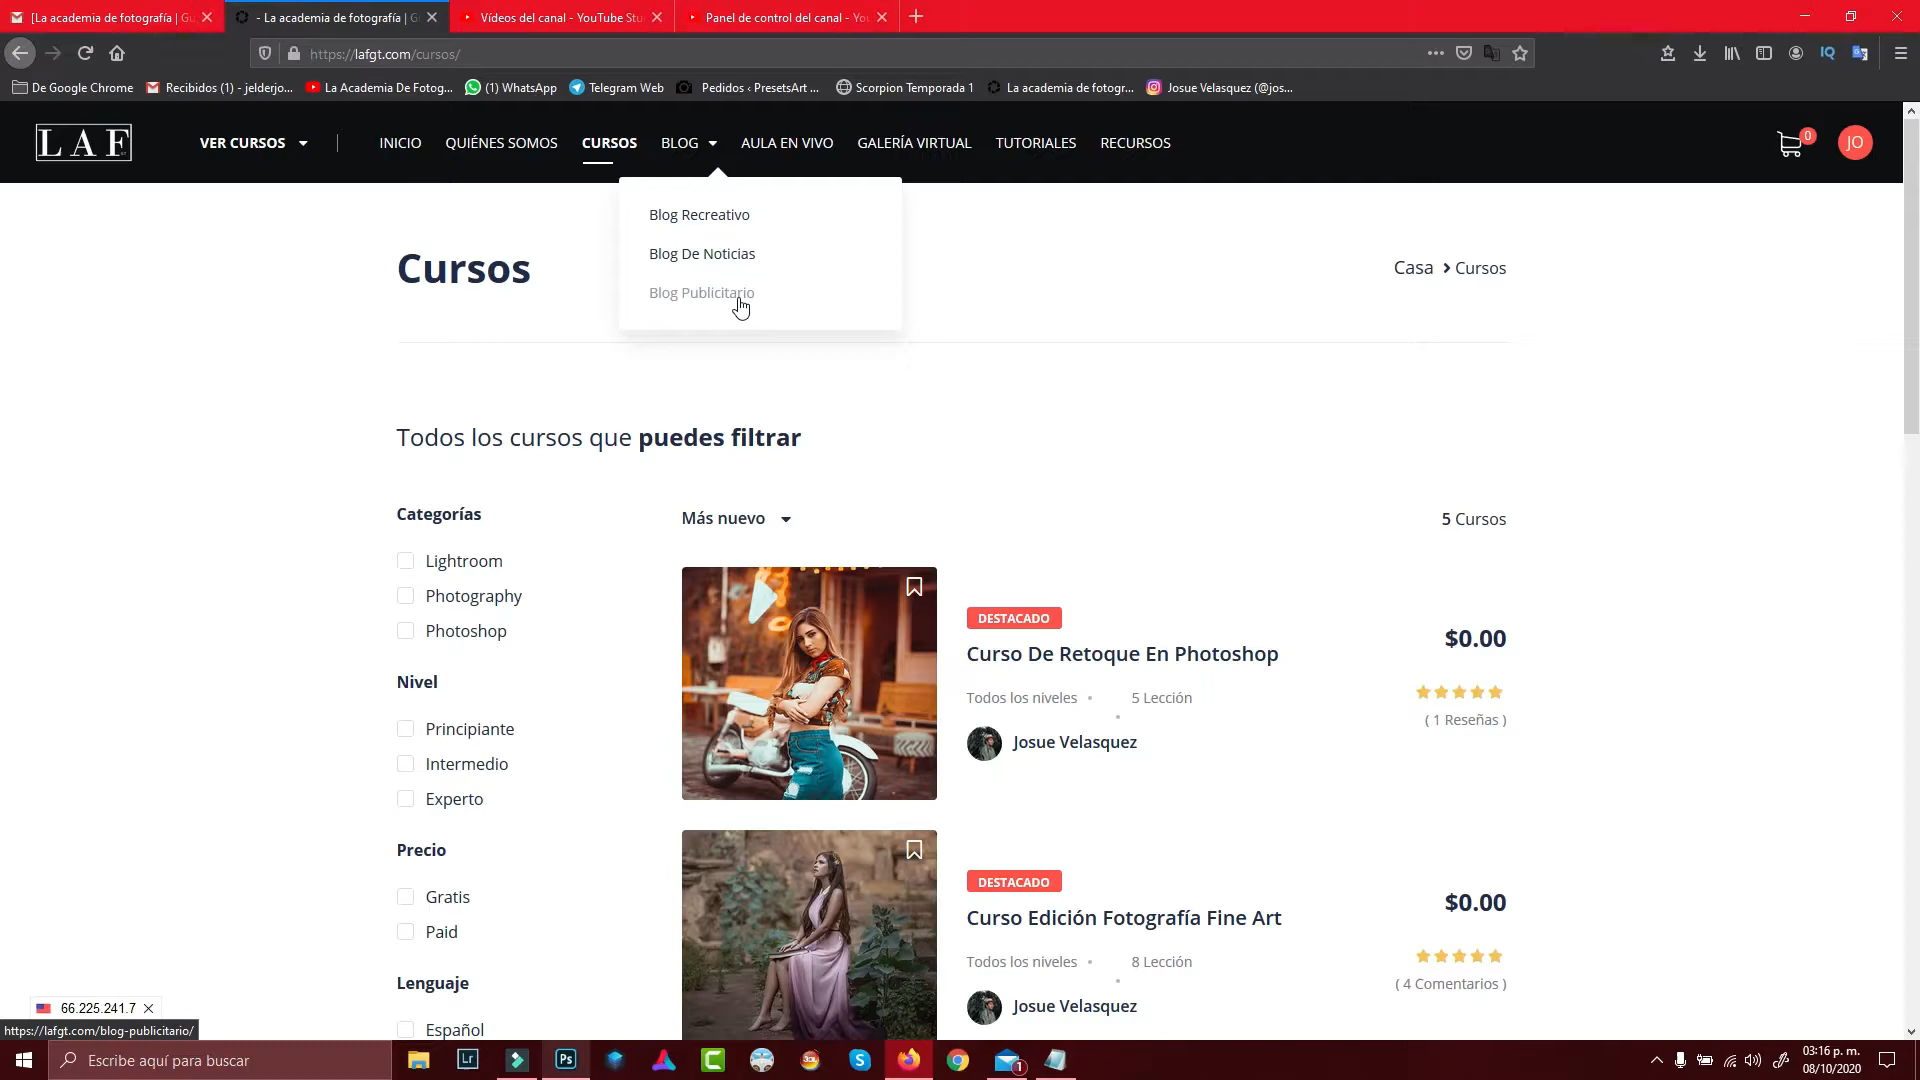 [La academia de fotografía | Gu
- La academia de fotografía | G
Vídeos del canal - YouTube Stu
Panel de control del canal - Yo
https://lafgt.com/cursos/
De Google Chrome
Recibidos (1) - jelderjo...
La Academia De Fotog...
(1) WhatsApp
Telegram Web
Pedidos ‹ PresetsArt ...
Scorpion Temporada 1
La academia de fotogr...
Josue Velasquez (@jos...
LAF
VER CURSOS
INICIO
QUIÉNES SOMOS
CURSOS
BLOG
AULA EN VIVO
GALERÍA VIRTUAL
TUTORIALES
RECURSOS
0
JO
Blog Recreativo
Blog De Noticias
Blog Publicitario
Cursos
Casa > Cursos
Todos los cursos que puedes filtrar
Categorías
Lightroom
Photography
Photoshop
Nivel
Principiante
Intermedio
Experto
Precio
Gratis
Paid
Lenguaje
Español
Más nuevo
5 Cursos
DESTACADO
Curso De Retoque En Photoshop
Todos los niveles • 5 Lección
•
Josue Velasquez
$0.00
( 1 Reseñas )
DESTACADO
Curso Edición Fotografía Fine Art
Todos los niveles • 8 Lección
•
Josue Velasquez
$0.00
( 4 Comentarios )
66.225.241.7
https://lafgt.com/blog-publicitario/
Escribe aquí para buscar
Lr
Ps
1
03:16 p. m.
08/10/2020